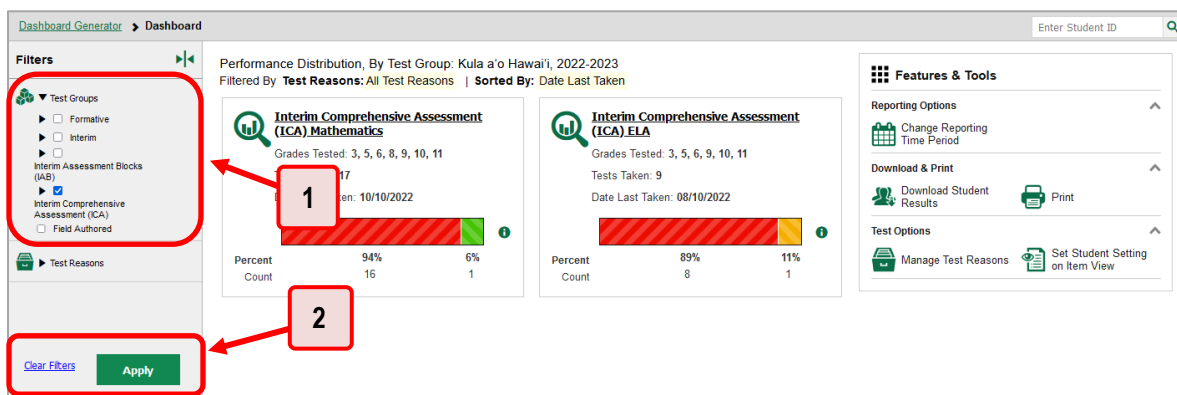 Dashboard Generator > Dashboard
Enter Student ID
Filters
Test Groups
Formative
Interim
Interim Assessment Blocks
(IAB)
Interim Comprehensive
Assessment (ICA)
Field Authored
Test Reasons
Clear Filters
Apply
Performance Distribution, By Test Group: Kula a'o Hawai'i, 2022-2023
Filtered By Test Reasons: All Test Reasons | Sorted By: Date Last Taken
Interim Comprehensive Assessment
(ICA) Mathematics
Grades Tested: 3, 5, 6, 8, 9, 10, 11
17
en: 10/10/2022
Percent 94% 6%
Count 16 1
Interim Comprehensive Assessment
(ICA) ELA
Grades Tested: 3, 5, 6, 9, 10, 11
Tests Taken: 9
Date Last Taken: 08/10/2022
Percent 89% 11%
Count 8 1
1
2
Features & Tools
Reporting Options
Change Reporting
Time Period
Download & Print
Download Student
Results
Print
Test Options
Manage Test Reasons
Set Student Setting
on Item View